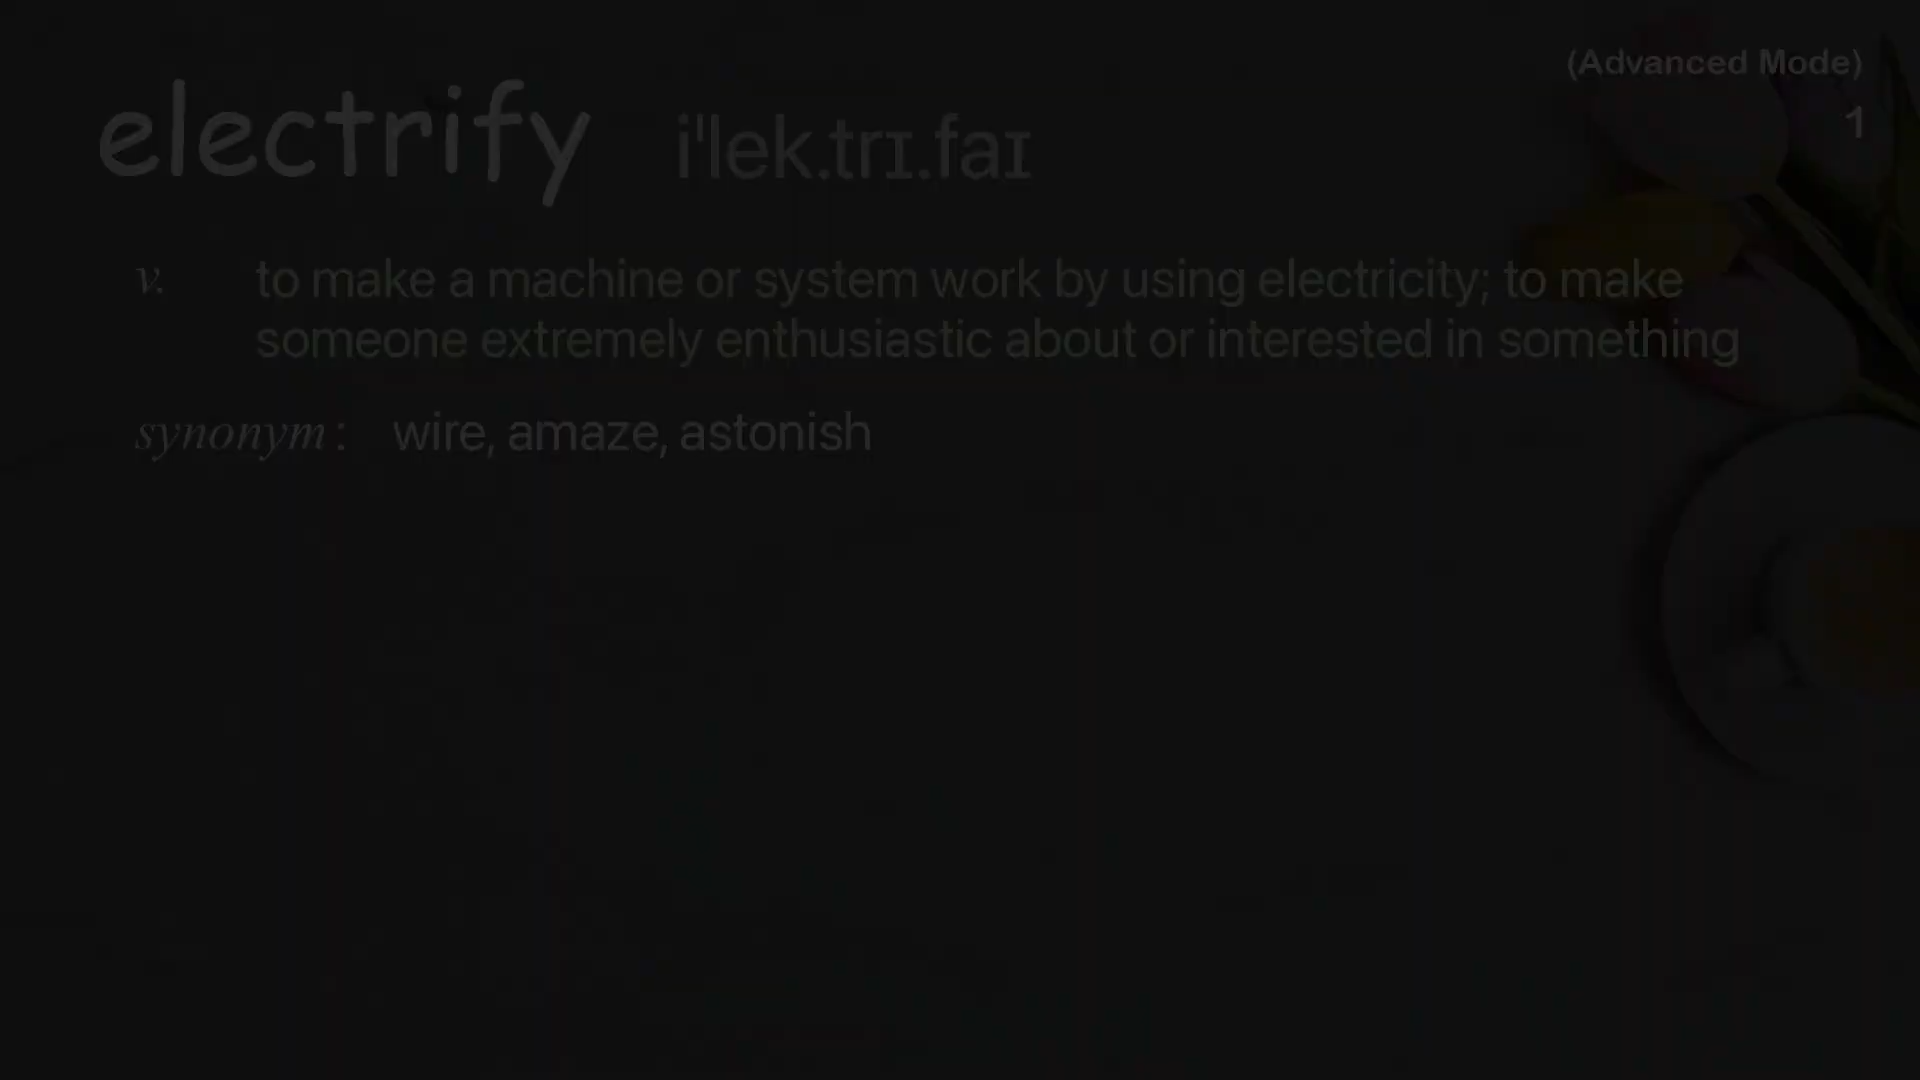 (Advanced Mode)
electrify iˈlek.trɪ.faɪ
1
v. to make a machine or system work by using electricity; to make
someone extremely enthusiastic about or interested in something
synonym : wire, amaze, astonish